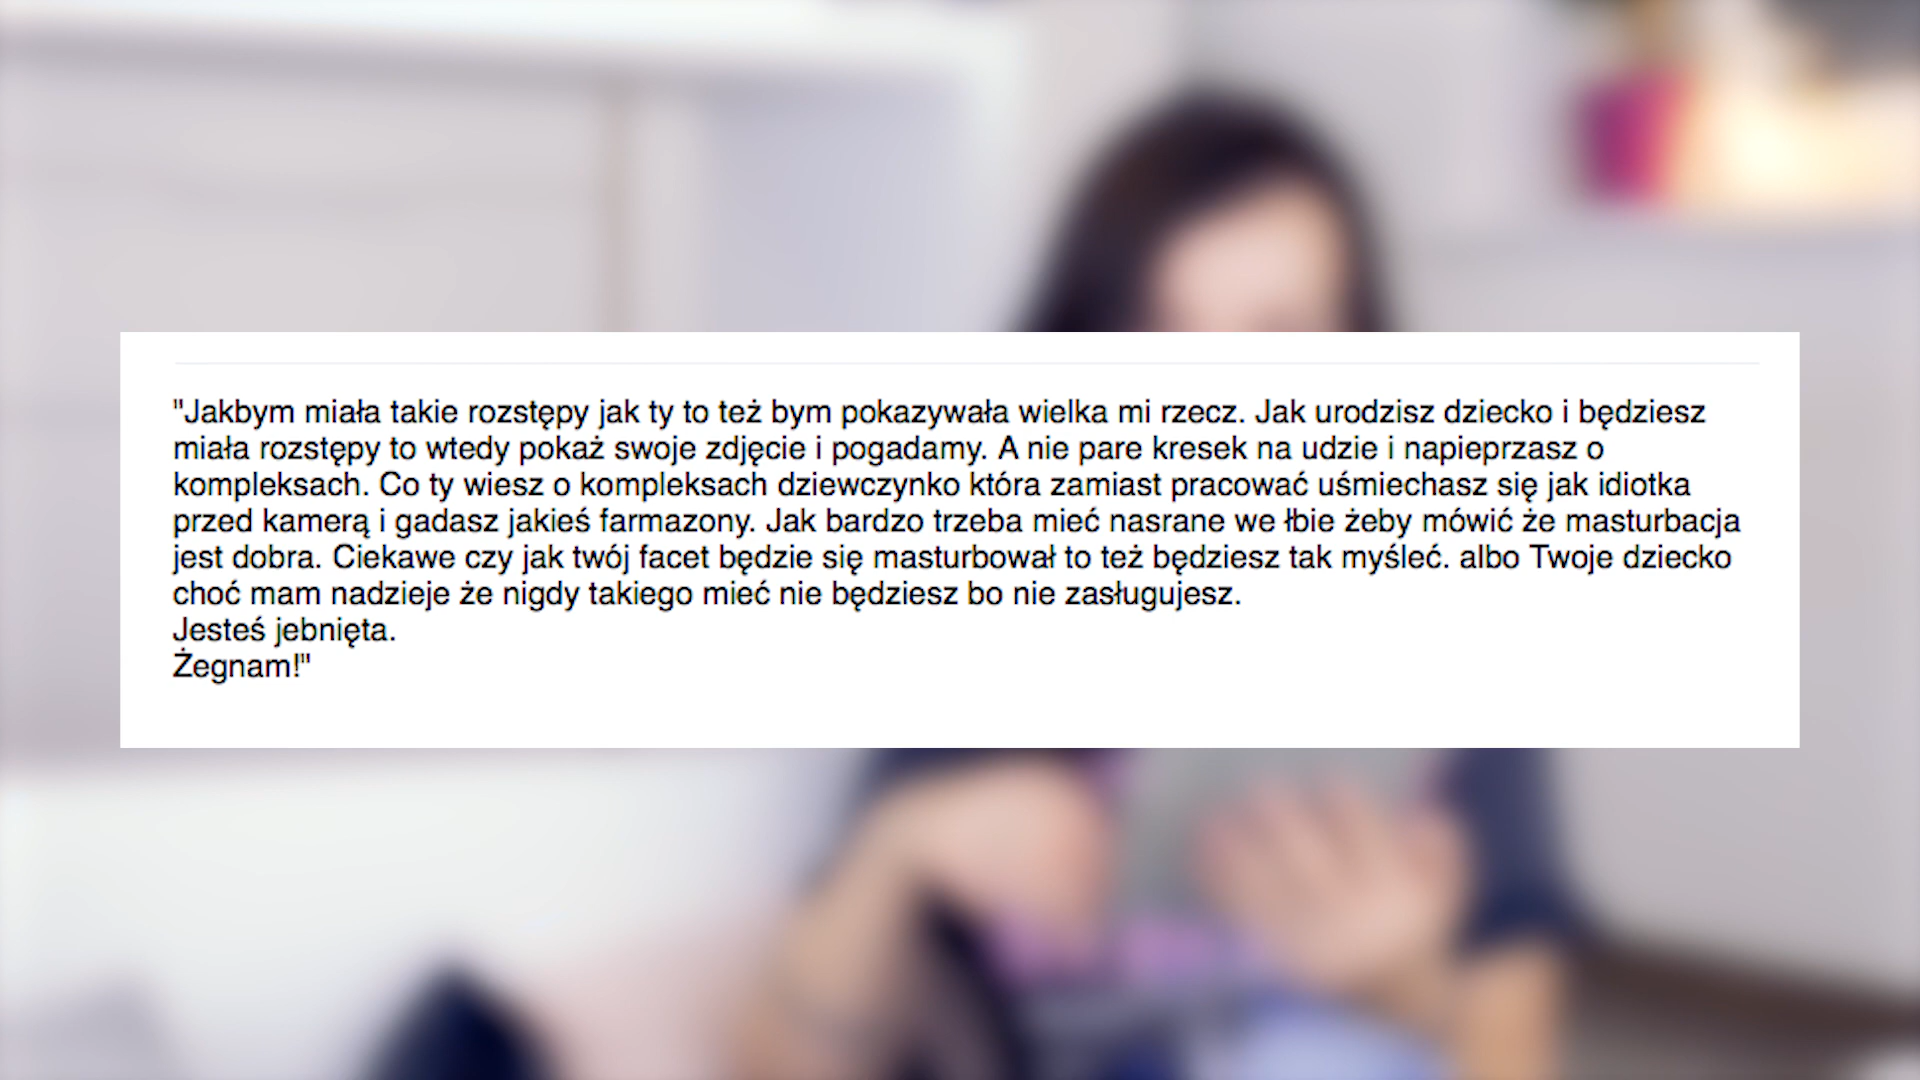 "Jakbym miała takie rozstępy jak ty to też bym pokazywała wielka mi rzecz. Jak urodzisz dziecko i będziesz
miała rozstępy to wtedy pokaż swoje zdjęcie i pogadamy. A nie pare kresek na udzie i napieprzasz o
kompleksach. Co ty wiesz o kompleksach dziewczynko która zamiast pracować uśmiechasz się jak idiotka
przed kamerą i gadasz jakieś farmazony. Jak bardzo trzeba mieć nasrane we łbie żeby mówić że masturbacja
jest dobra. Ciekawe czy jak twój facet będzie się masturbował to też będziesz tak myśleć. albo Twoje dziecko
choć mam nadzieje że nigdy takiego mieć nie będziesz bo nie zasługujesz.
Jesteś jebnięta.
Żegnam!"